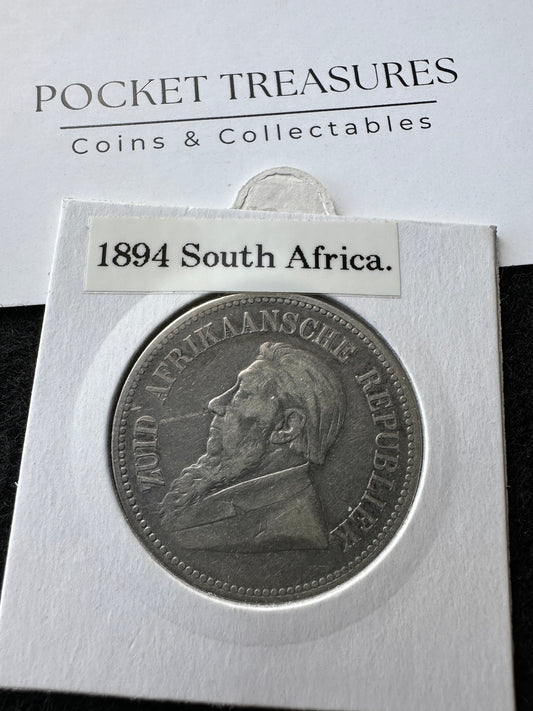 POCKET TREASURES
Coins & Collectables
1894 South Africa.
ZUID AFRIKAANSCHE REPUBLIEK